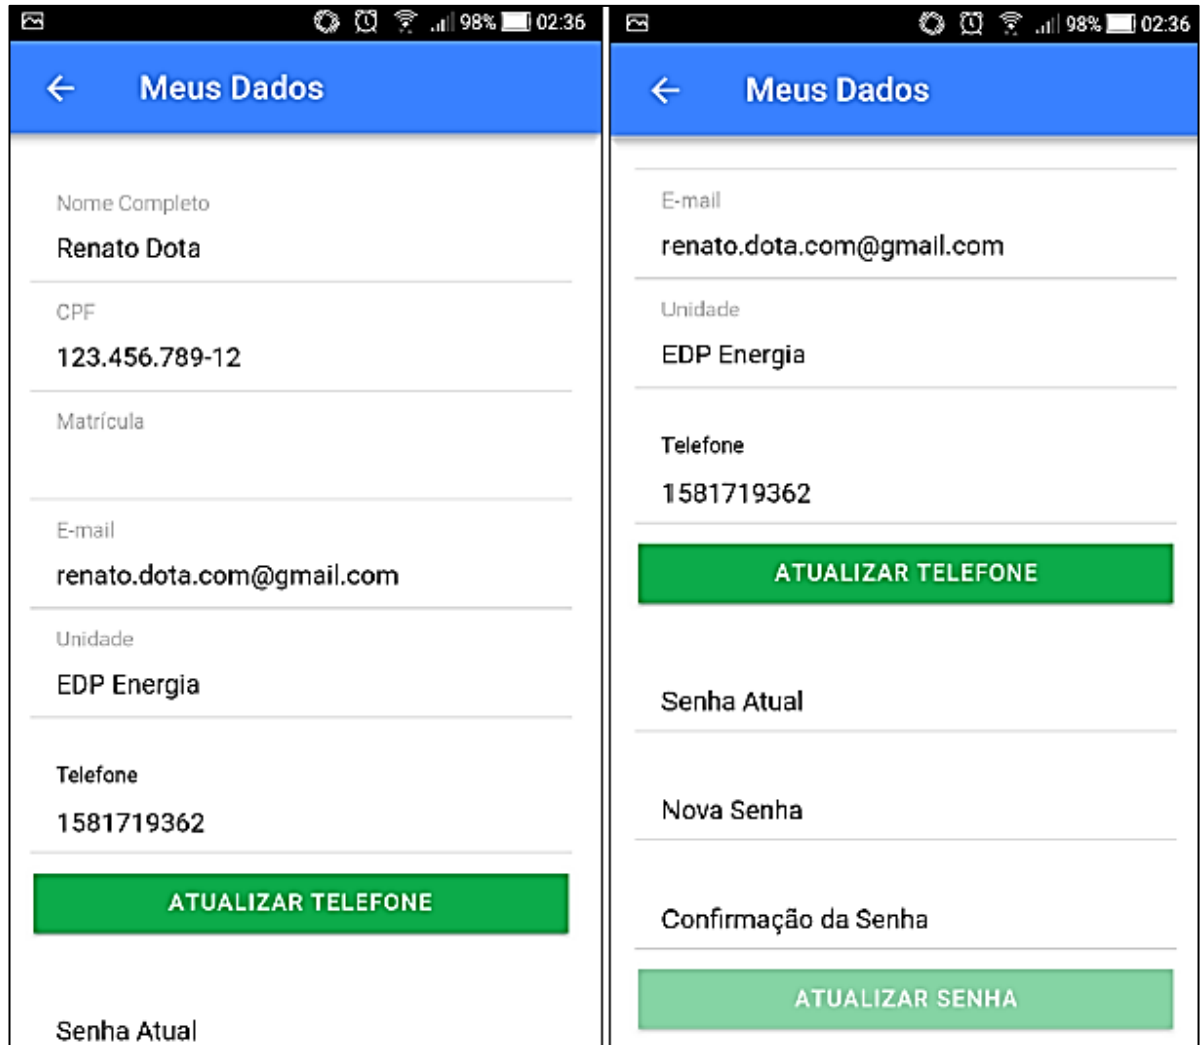 98% 02:36
Meus Dados
Nome Completo
Renato Dota
CPF
123.456.789-12
Matrícula
E-mail
renato.dota.com@gmail.com
Unidade
EDP Energia
Telefone
1581719362
ATUALIZAR TELEFONE
Senha Atual
98% 02:36
Meus Dados
E-mail
renato.dota.com@gmail.com
Unidade
EDP Energia
Telefone
1581719362
ATUALIZAR TELEFONE
Senha Atual
Nova Senha
Confirmação da Senha
ATUALIZAR SENHA